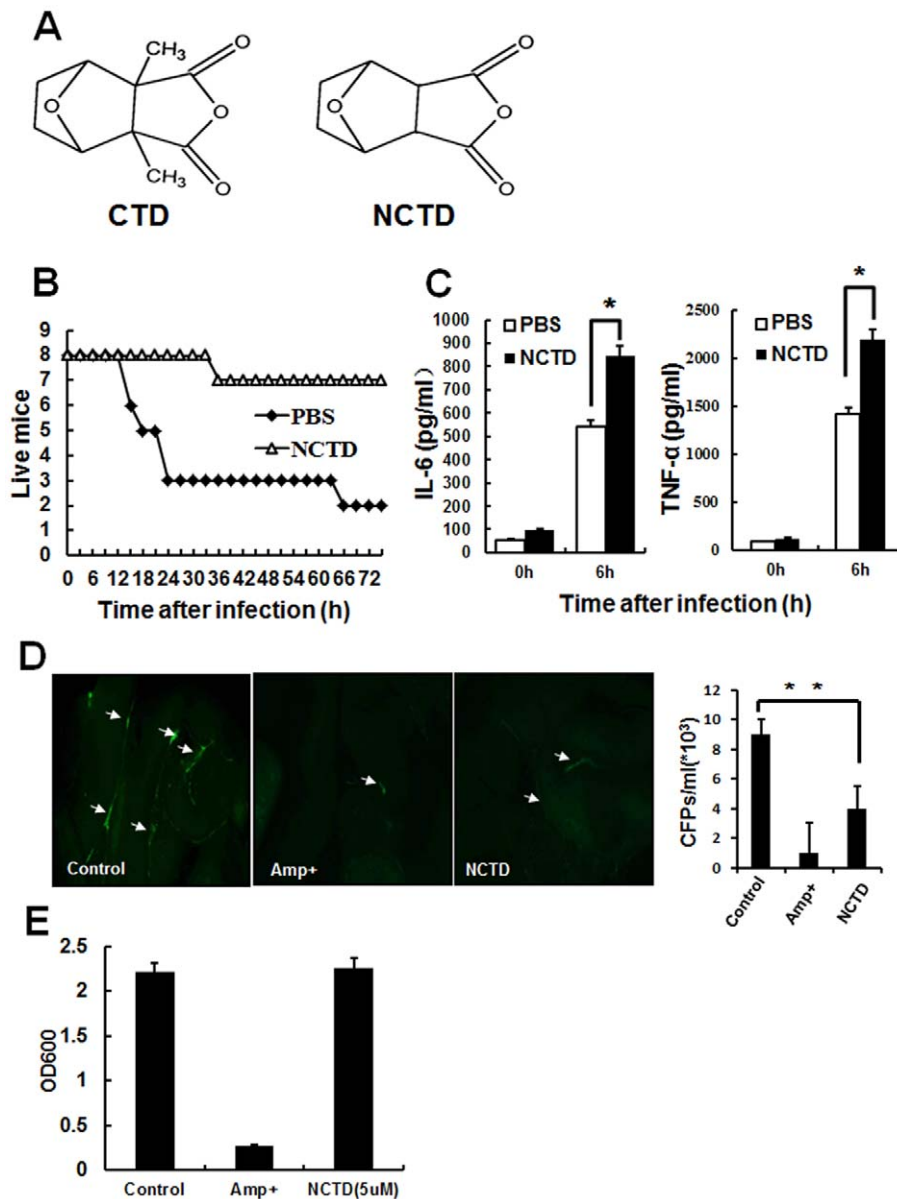 A
CH₃
O
O
O
O
CH₃
CTD
O
O
O
O
NCTD
B
9
8
7
6
5
4
3
2
1
0
Live mice
PBS
NCTD
0 6 12 18 24 30 36 42 48 54 60 66 72
Time after infection (h)
C
1000
900
800
700
600
500
400
300
200
100
0
IL-6 (pg/ml)
PBS
NCTD
*
0h 6h
2500
2000
1500
1000
500
0
TNF-α (pg/ml)
PBS
NCTD
*
0h 6h
Time after infection (h)
D
Control
Amp+
NCTD
12
10
8
6
4
2
0
CFPs/ml(*10³)
* *
Control
Amp+
NCTD
E
2.5
2
1.5
1
0.5
0
OD600
Control Amp+ NCTD(5uM)